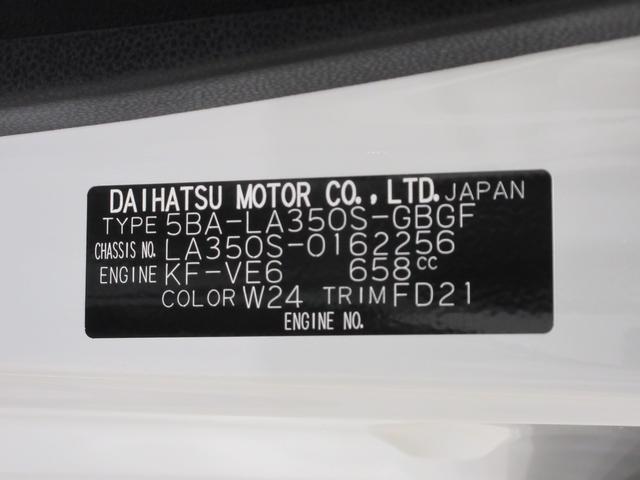 DAIHATSU MOTOR CO., LTD. JAPAN
TYPE 5BA-LA350S-GBGF
CHASSIS NO. LA350S-0162256
ENGINE KF-VE6 658cc
COLOR W24 TRIM FD21
ENGINE NO.